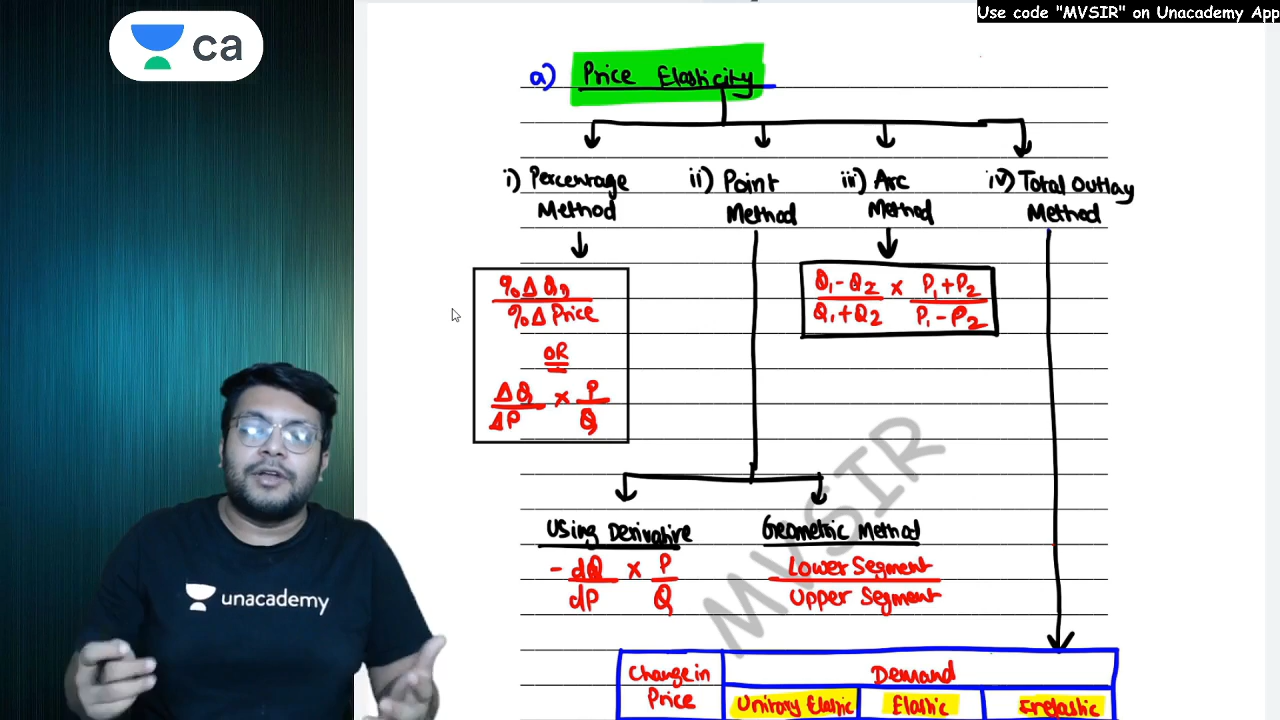 Use code "MVSIR" on Unacademy App
ca
a) Price Elasticity
i) Percentage Method
ii) Point Method
iii) Arc Method
iv) Total Outlay Method
%Δ QD
%Δ Price
OR
ΔQ × P
ΔP Q
Q1 - Q2 × P1 + P2
Q1 + Q2 P1 - P2
Using Derivative
- dQ × P
dP Q
Geometric Method
Lower Segment
Upper Segment
MVSIR
unacademy
Change in Price
Demand
Unitary Elastic
Elastic
Inelastic